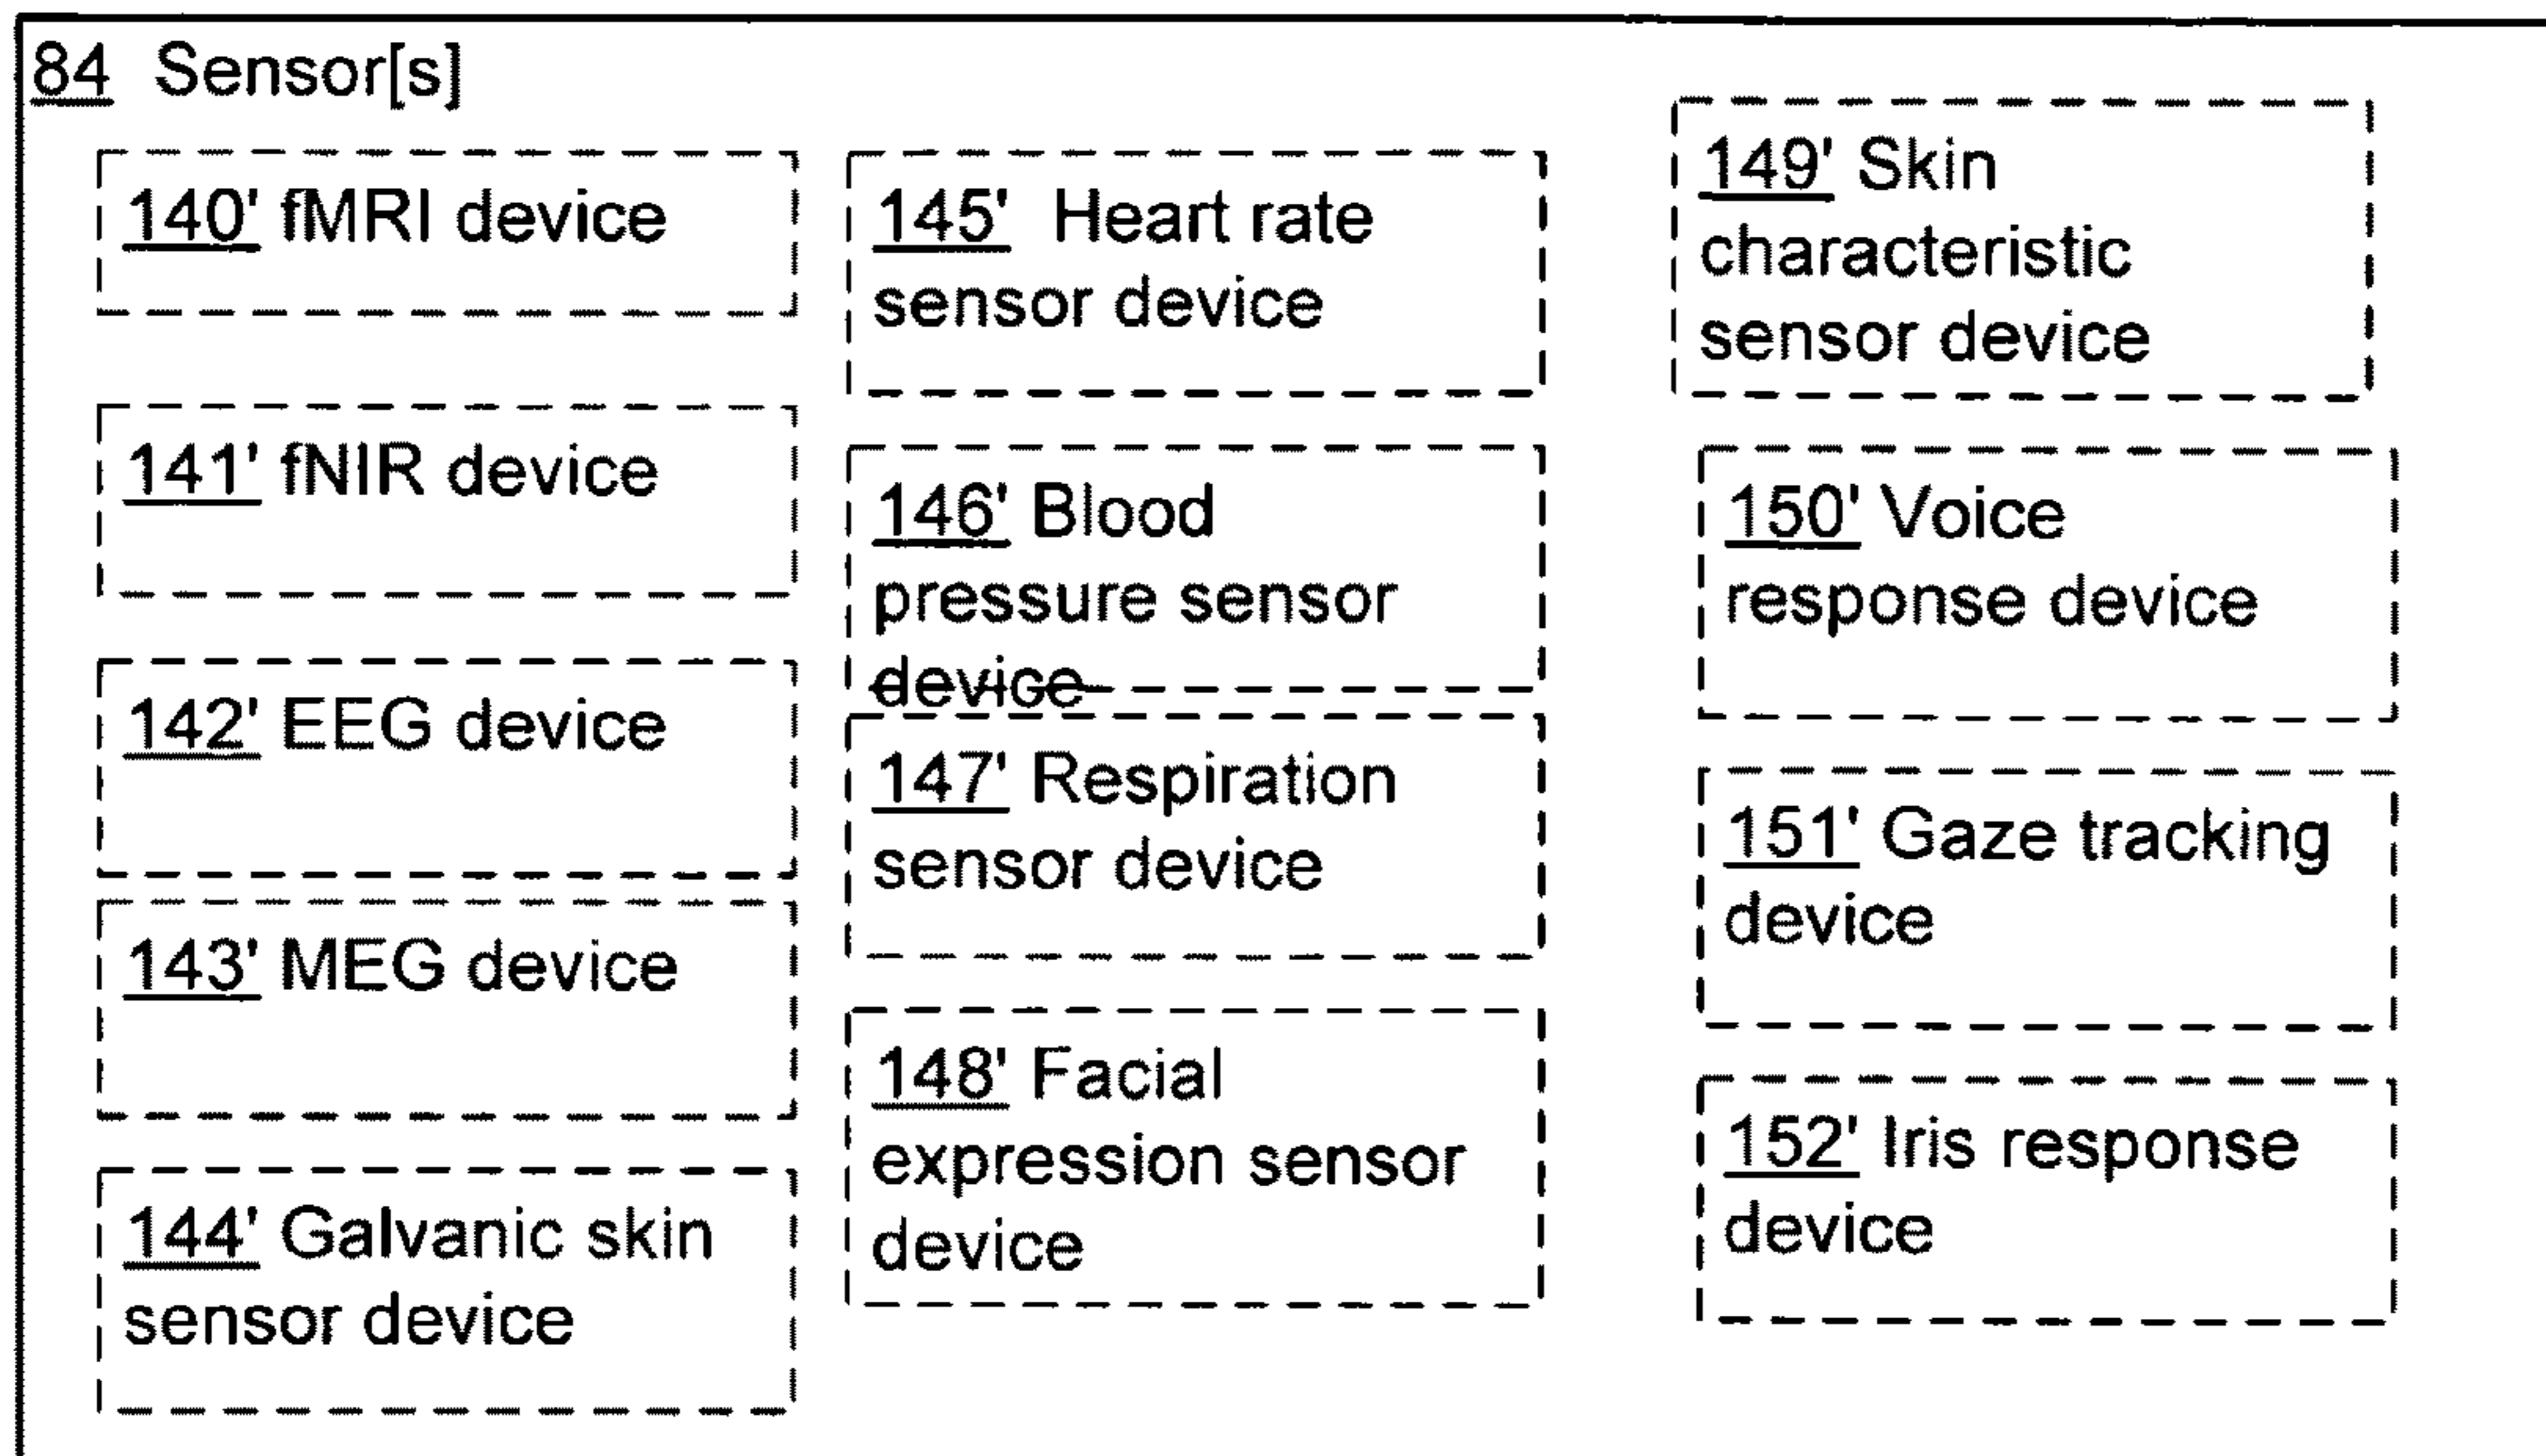 84 Sensor[s]
140' fMRI device
141' fNIR device
142' EEG device
143' MEG device
144' Galvanic skin
sensor device
145' Heart rate
sensor device
146' Blood
pressure sensor
device
147' Respiration
sensor device
148' Facial
expression sensor
device
149' Skin
characteristic
sensor device
150' Voice
response device
151' Gaze tracking
device
152' Iris response
device